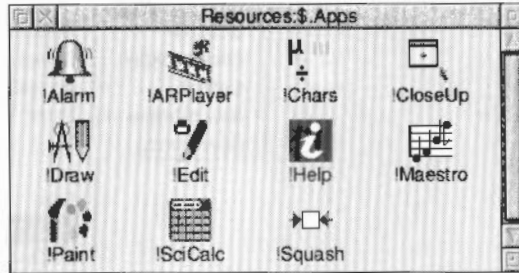 Resources:$.Apps
!Alarm !ARPlayer !Chars !CloseUp
!Draw !Edit !Help !Maestro
!Paint !SciCalc !Squash